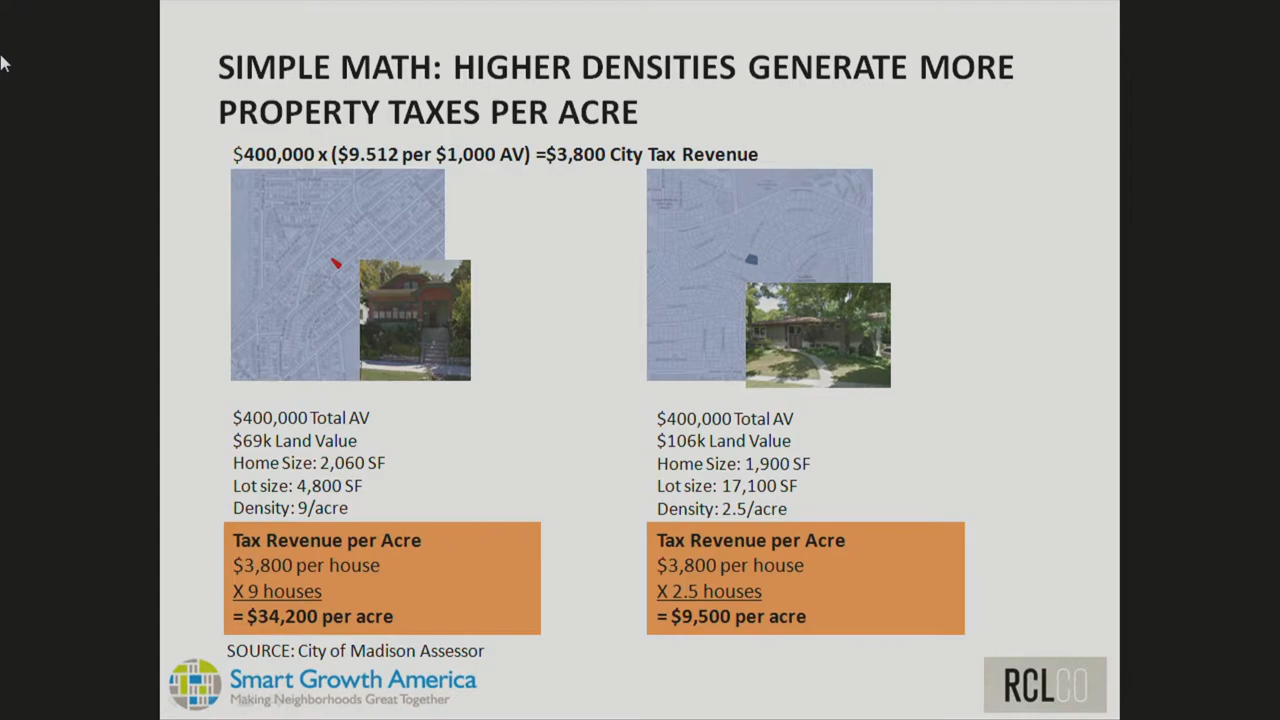 SIMPLE MATH: HIGHER DENSITIES GENERATE MORE
PROPERTY TAXES PER ACRE
$400,000 x ($9.512 per $1,000 AV) =$3,800 City Tax Revenue
$400,000 Total AV
$69k Land Value
Home Size: 2,060 SF
Lot size: 4,800 SF
Density: 9/acre
Tax Revenue per Acre
$3,800 per house
X 9 houses
= $34,200 per acre
$400,000 Total AV
$106k Land Value
Home Size: 1,900 SF
Lot size: 17,100 SF
Density: 2.5/acre
Tax Revenue per Acre
$3,800 per house
X 2.5 houses
= $9,500 per acre
SOURCE: City of Madison Assessor
Smart Growth America
Making Neighborhoods Great Together
RCLCO